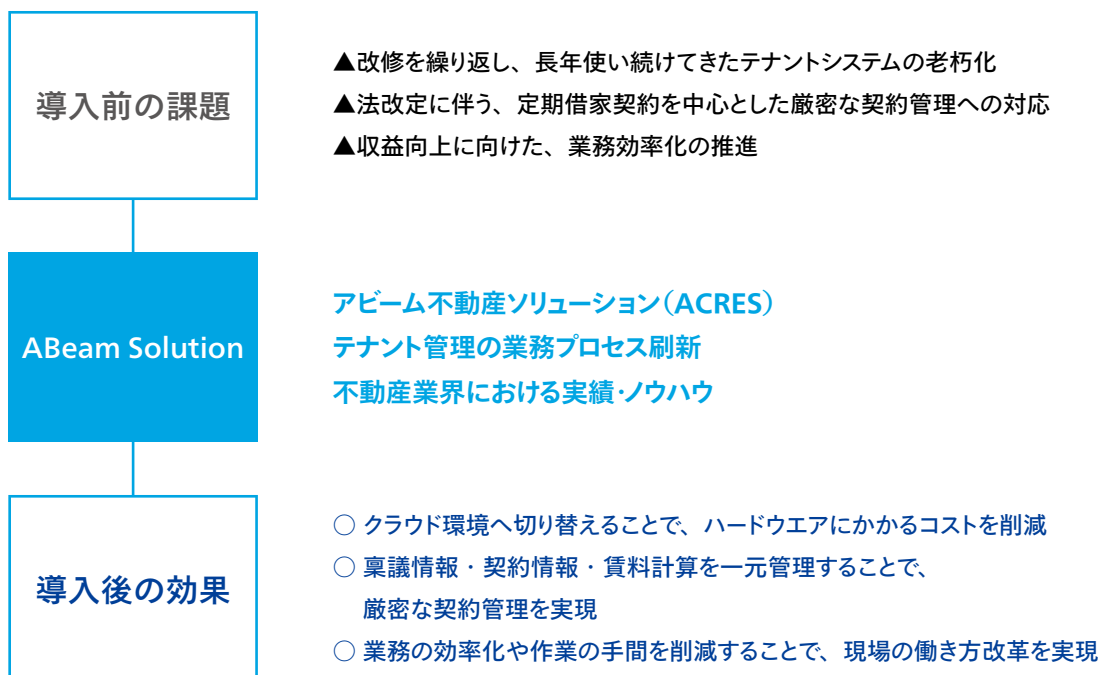 導入前の課題
▲改修を繰り返し、長年使い続けてきたテナントシステムの老朽化
▲法改定に伴う、定期借家契約を中心とした厳密な契約管理への対応
▲収益向上に向けた、業務効率化の推進
ABeam Solution
アビーム不動産ソリューション（ACRES）
テナント管理の業務プロセス刷新
不動産業界における実績･ノウハウ
導入後の効果
○ クラウド環境へ切り替えることで、ハードウエアにかかるコストを削減
○ 稟議情報・契約情報・賃料計算を一元管理することで、
厳密な契約管理を実現
○ 業務の効率化や作業の手間を削減することで、現場の働き方改革を実現